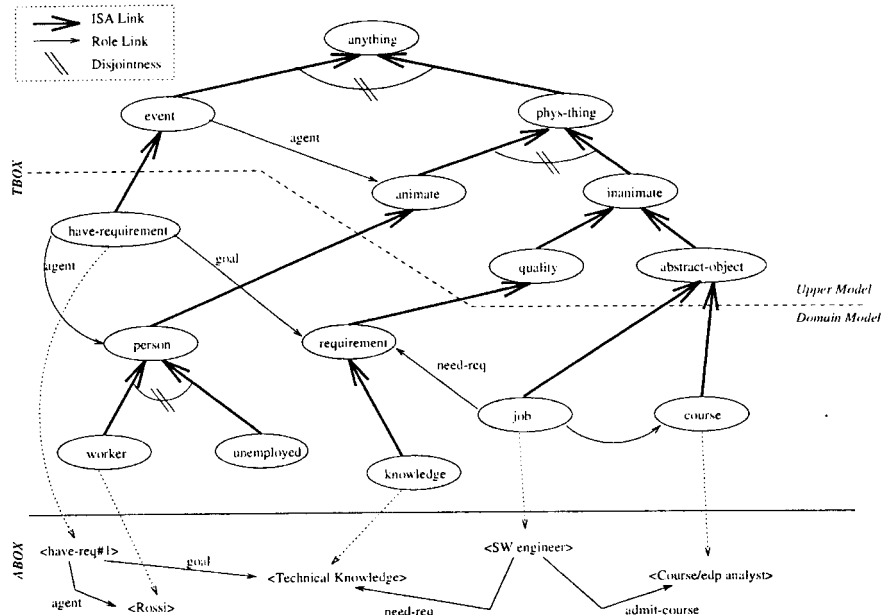 ISA Link
Role Link
Disjointness
anything
event
phys-thing
agent
TBOX
animate
inanimate
have-requirement
agent
goal
quality
abstract-object
Upper Model
Domain Model
person
requirement
need-req
job
course
worker
unemployed
knowledge
ABOX
<have-req#1>
goal
<SW engineer>
<Technical Knowledge>
<Course/edp analyst>
agent
<Rossi>
need-req
admit-course